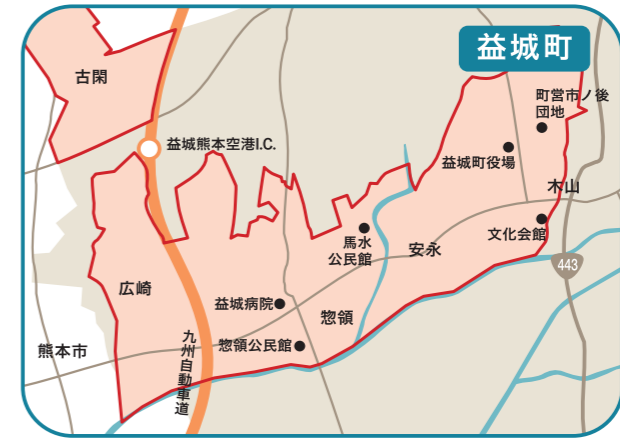 益城町
古閑
町営市ノ後
団地
益城熊本空港I.C.
益城町役場
木山
馬水
公民館
安永
文化会館
広崎
443
益城病院
惣領
熊本市
惣領公民館
九州自動車道